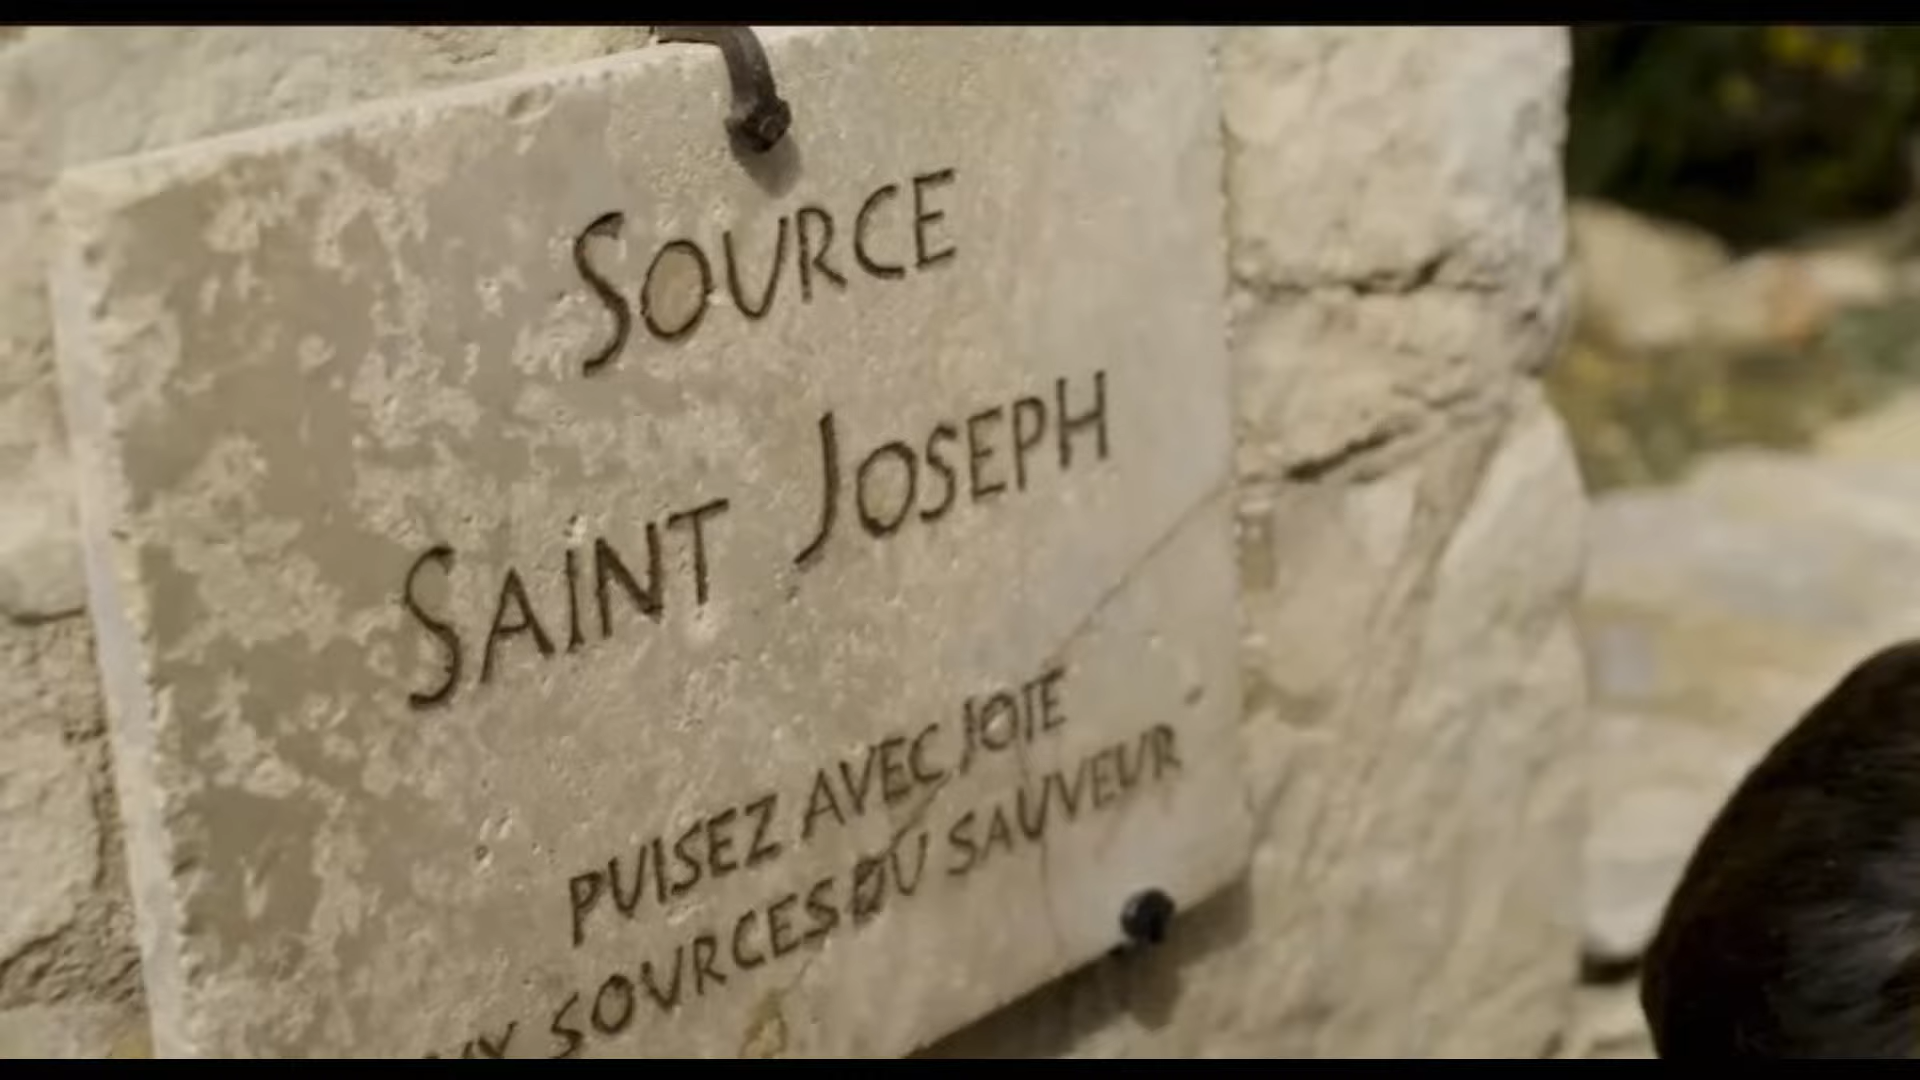 SOURCE
SAINT JOSEPH
PUISEZ AVEC JOIE
SOURCES DU SAUVEUR